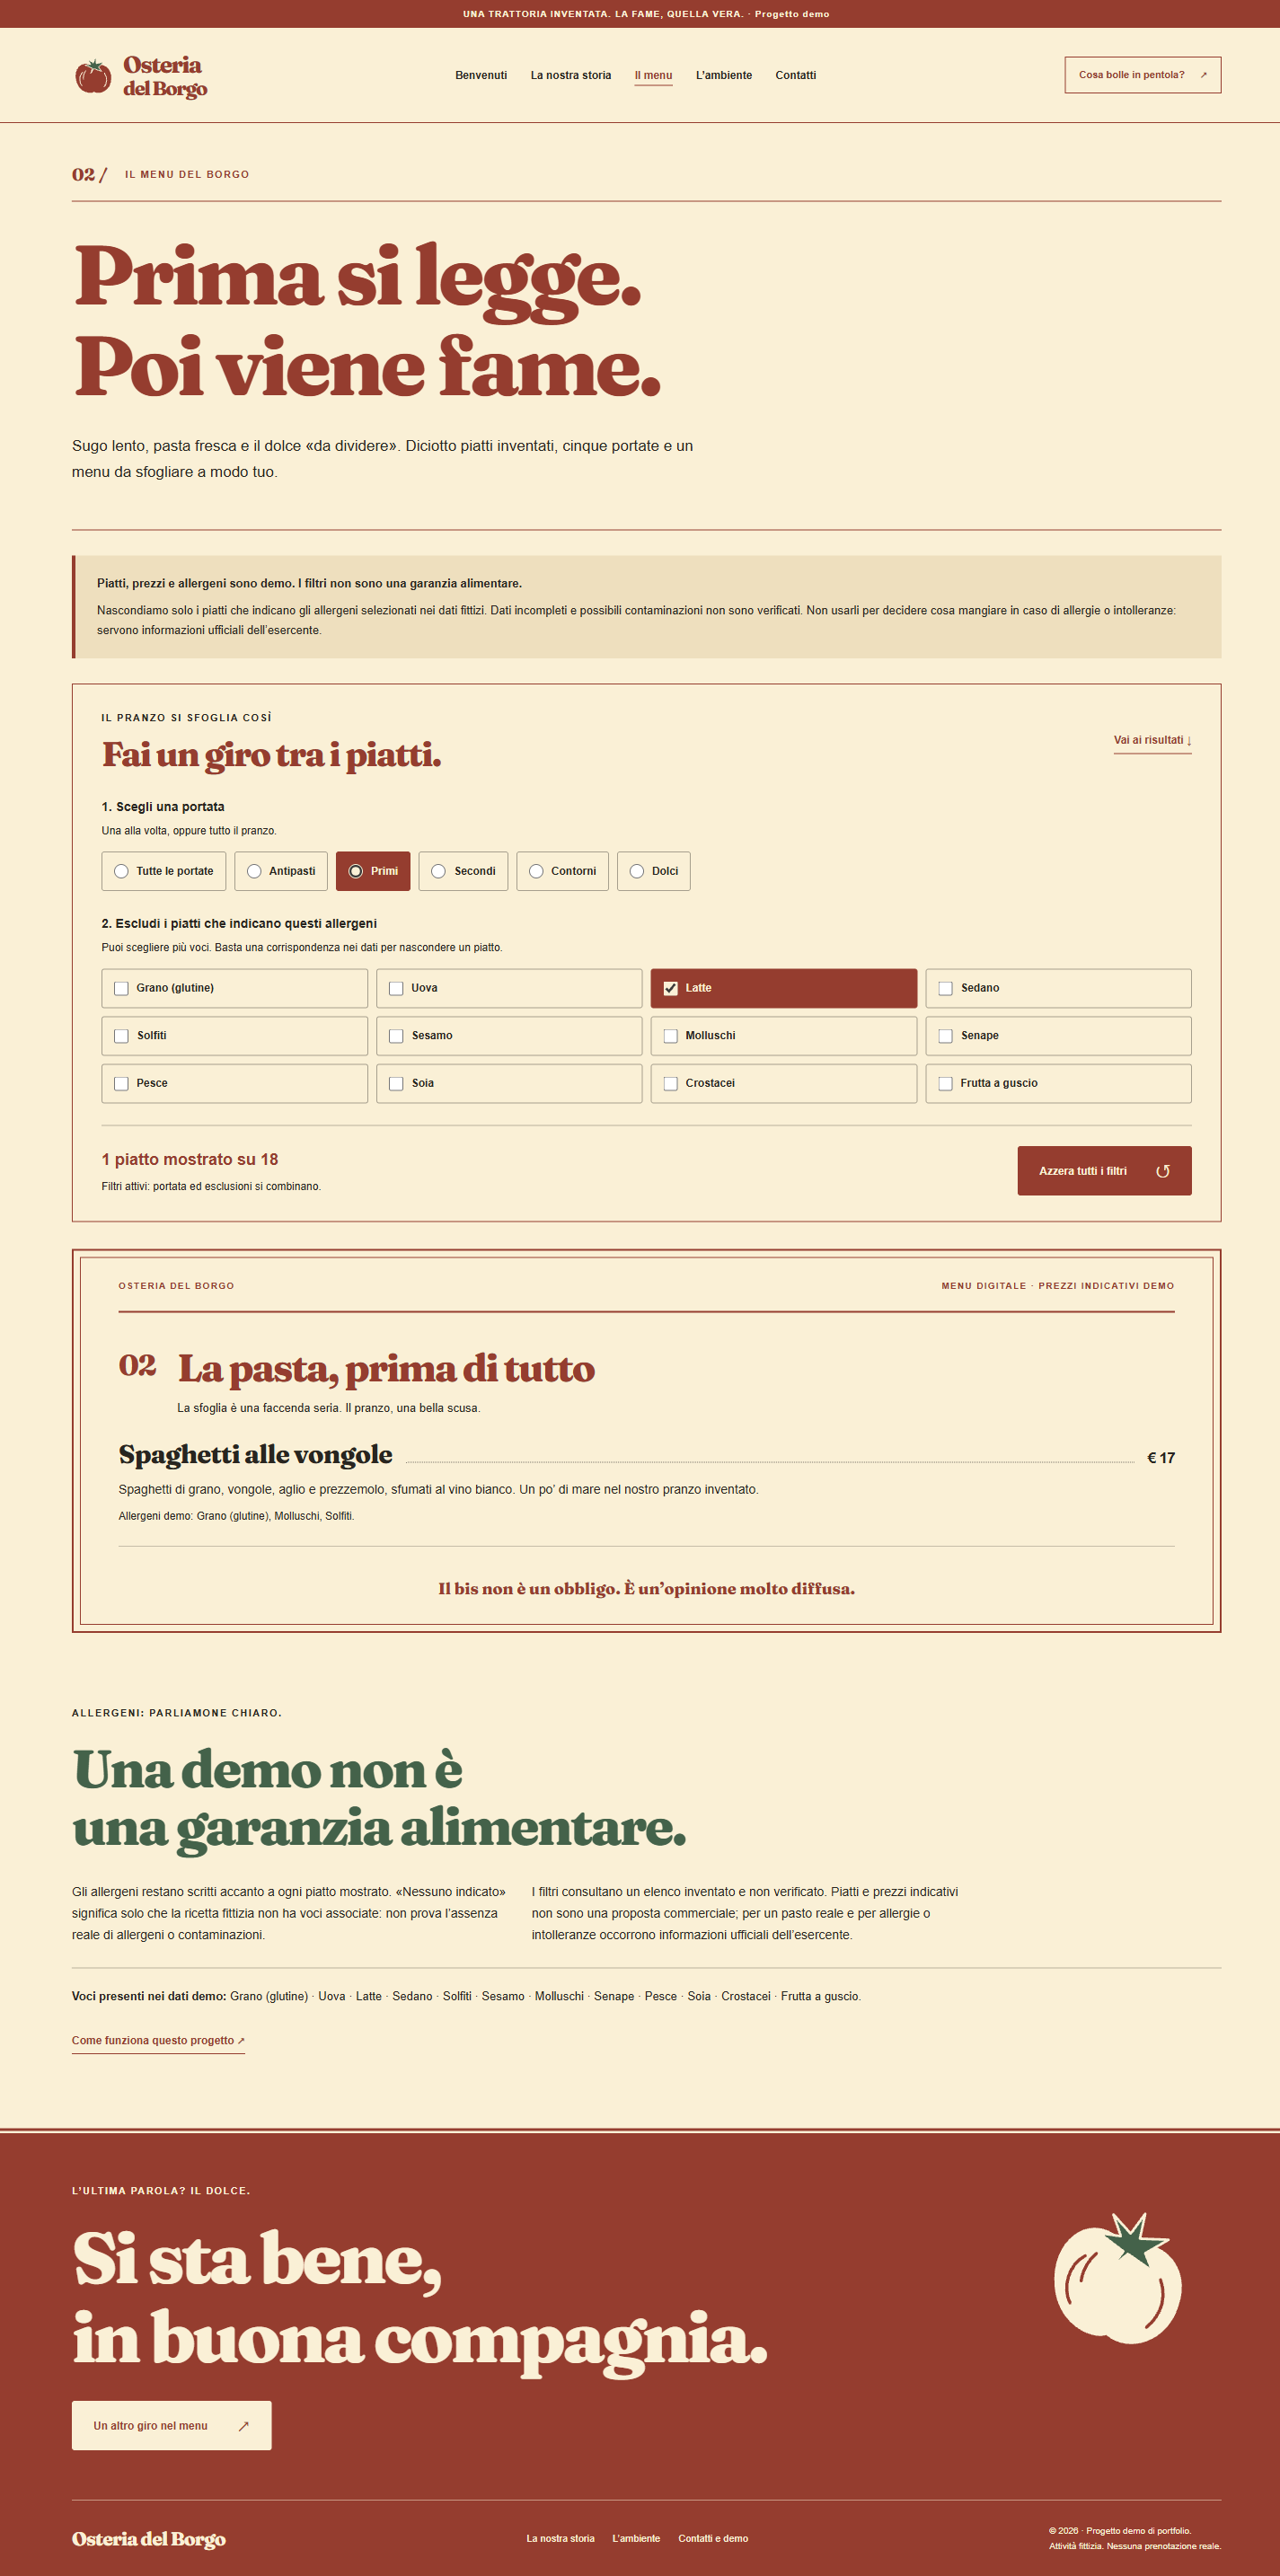 UNA TRATTORIA INVENTATA. LA FAME, QUELLA VERA. · Progetto demo
Osteria
del Borgo
Benvenuti
La nostra storia
Il menu
L’ambiente
Contatti
Cosa bolle in pentola? ↗
02 /
IL MENU DEL BORGO
Prima si legge.
Poi viene fame.
Sugo lento, pasta fresca e il dolce «da dividere». Diciotto piatti inventati, cinque portate e un
menu da sfogliare a modo tuo.
Piatti, prezzi e allergeni sono demo. I filtri non sono una garanzia alimentare.
Nascondiamo solo i piatti che indicano gli allergeni selezionati nei dati fittizi. Dati incompleti e possibili contaminazioni non sono verificati. Non usarli per decidere cosa mangiare in caso di allergie o intolleranze:
servono informazioni ufficiali dell’esercente.
IL PRANZO SI SFOGLIA COSÌ
Fai un giro tra i piatti.
Vai ai risultati ↓
1. Scegli una portata
Una alla volta, oppure tutto il pranzo.
Tutte le portate
Antipasti
Primi
Secondi
Contorni
Dolci
2. Escludi i piatti che indicano questi allergeni
Puoi scegliere più voci. Basta una corrispondenza nei dati per nascondere un piatto.
Grano (glutine)
Uova
Latte
Sedano
Solfiti
Sesamo
Molluschi
Senape
Pesce
Soia
Crostacei
Frutta a guscio
1 piatto mostrato su 18
Filtri attivi: portata ed esclusioni si combinano.
Azzera tutti i filtri ↺
OSTERIA DEL BORGO
MENU DIGITALE · PREZZI INDICATIVI DEMO
02
La pasta, prima di tutto
La sfoglia è una faccenda seria. Il pranzo, una bella scusa.
Spaghetti alle vongole
€ 17
Spaghetti di grano, vongole, aglio e prezzemolo, sfumati al vino bianco. Un po’ di mare nel nostro pranzo inventato.
Allergeni demo: Grano (glutine), Molluschi, Solfiti.
Il bis non è un obbligo. È un’opinione molto diffusa.
ALLERGENI: PARLIAMONE CHIARO.
Una demo non è
una garanzia alimentare.
Gli allergeni restano scritti accanto a ogni piatto mostrato. «Nessuno indicato»
significa solo che la ricetta fittizia non ha voci associate: non prova l’assenza
reale di allergeni o contaminazioni.
I filtri consultano un elenco inventato e non verificato. Piatti e prezzi indicativi
non sono una proposta commerciale; per un pasto reale e per allergie o
intolleranze occorrono informazioni ufficiali dell’esercente.
Voci presenti nei dati demo: Grano (glutine) · Uova · Latte · Sedano · Solfiti · Sesamo · Molluschi · Senape · Pesce · Soia · Crostacei · Frutta a guscio.
Come funziona questo progetto ↗
L’ULTIMA PAROLA? IL DOLCE.
Si sta bene,
in buona compagnia.
Un altro giro nel menu ↗
Osteria del Borgo
La nostra storia
L’ambiente
Contatti e demo
© 2026 · Progetto demo di portfolio.
Attività fittizia. Nessuna prenotazione reale.